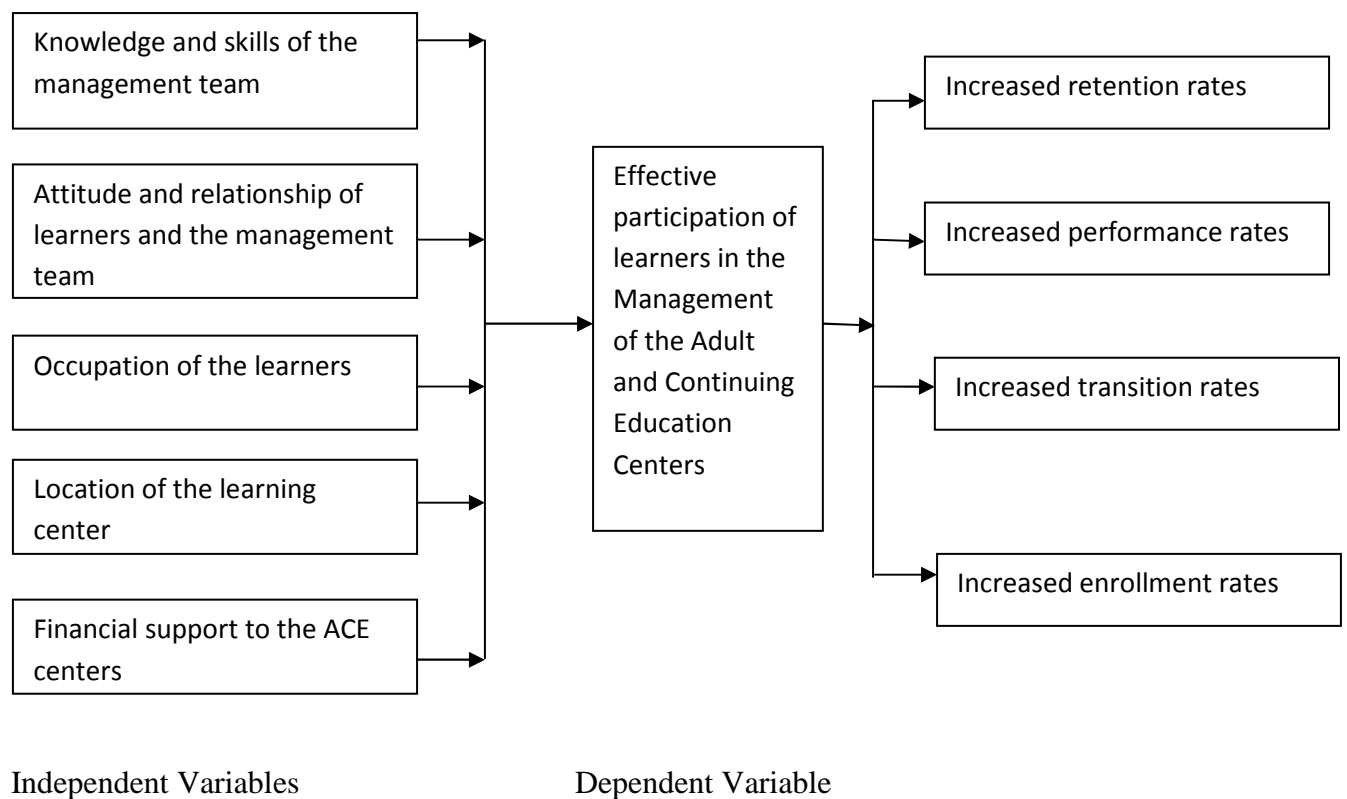 Knowledge and skills of the
management team
Attitude and relationship of
learners and the management
team
Occupation of the learners
Location of the learning
center
Financial support to the ACE
centers
Effective
participation of
learners in the
Management
of the Adult
and Continuing
Education
Centers
Increased retention rates
Increased performance rates
Increased transition rates
Increased enrollment rates
Independent Variables
Dependent Variable